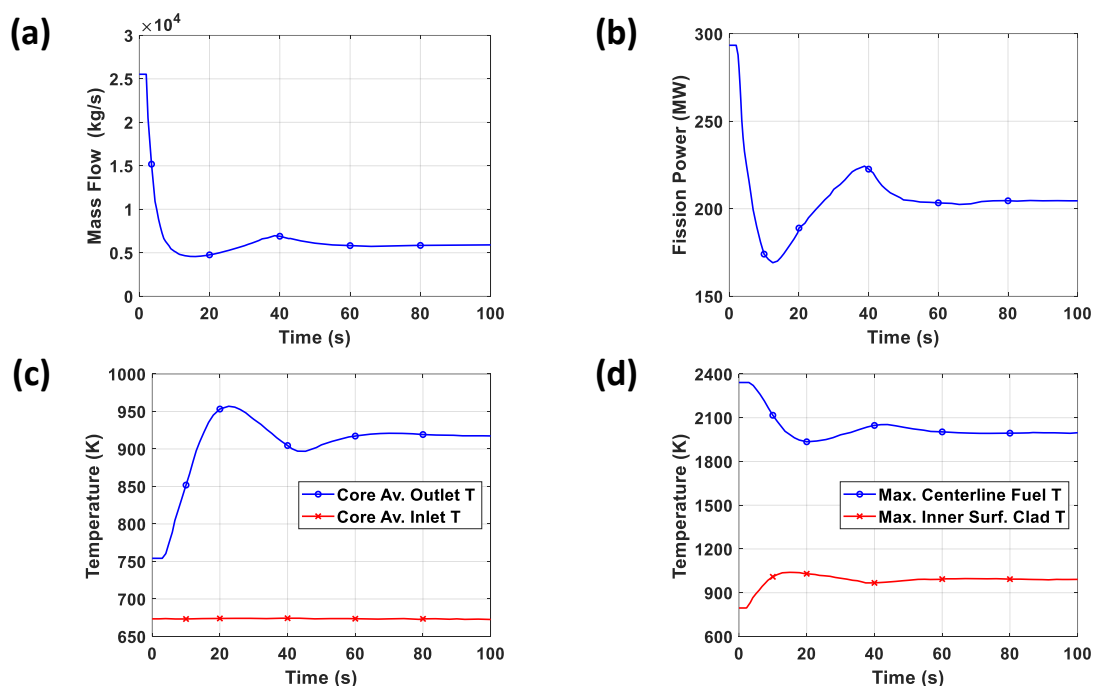 (a)
×10⁴
3
2.5
2
1.5
1
0.5
0
Mass Flow (kg/s)
0 20 40 60 80 100
Time (s)
(b)
300
250
200
150
Fission Power (MW)
0 20 40 60 80 100
Time (s)
(c)
1000
950
900
850
800
750
700
650
Temperature (K)
Core Av. Outlet T
Core Av. Inlet T
0 20 40 60 80 100
Time (s)
(d)
2400
2100
1800
1500
1200
900
600
Temperature (K)
Max. Centerline Fuel T
Max. Inner Surf. Clad T
0 20 40 60 80 100
Time (s)